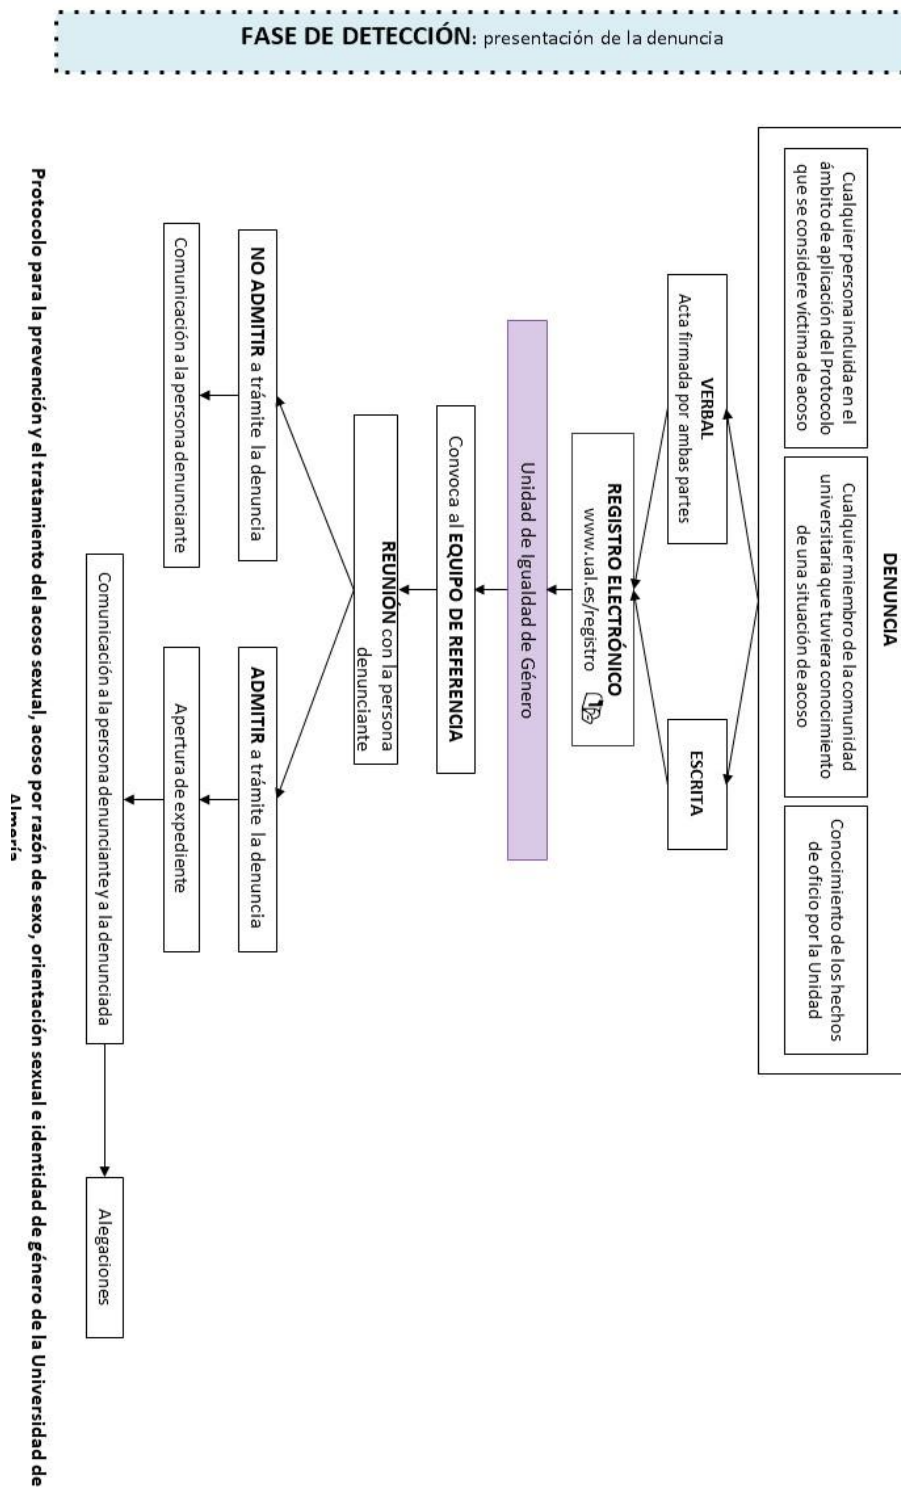 FASE DE DETECCIÓN: presentación de la denuncia
DENUNCIA
Cualquier persona incluida en el
ámbito de aplicación del Protocolo
que se considere víctima de acoso
Cualquier miembro de la comunidad
universitaria que tuviera conocimiento
de una situación de acoso
Conocimiento de los hechos
de oficio por la Unidad
VERBAL
Acta firmada por ambas partes
ESCRITA
REGISTRO ELECTRÓNICO
www.ual.es/registro
Unidad de Igualdad de Género
Convoca al EQUIPO DE REFERENCIA
REUNIÓN con la persona
denunciante
NO ADMITIR a trámite la denuncia
Comunicación a la persona denunciante
ADMITIR a trámite la denuncia
Apertura de expediente
Comunicación a la persona denunciante y a la denunciada
Alegaciones
Protocolo para la prevención y el tratamiento del acoso sexual, acoso por razón de sexo, orientación sexual e identidad de género de la Universidad de
Almería